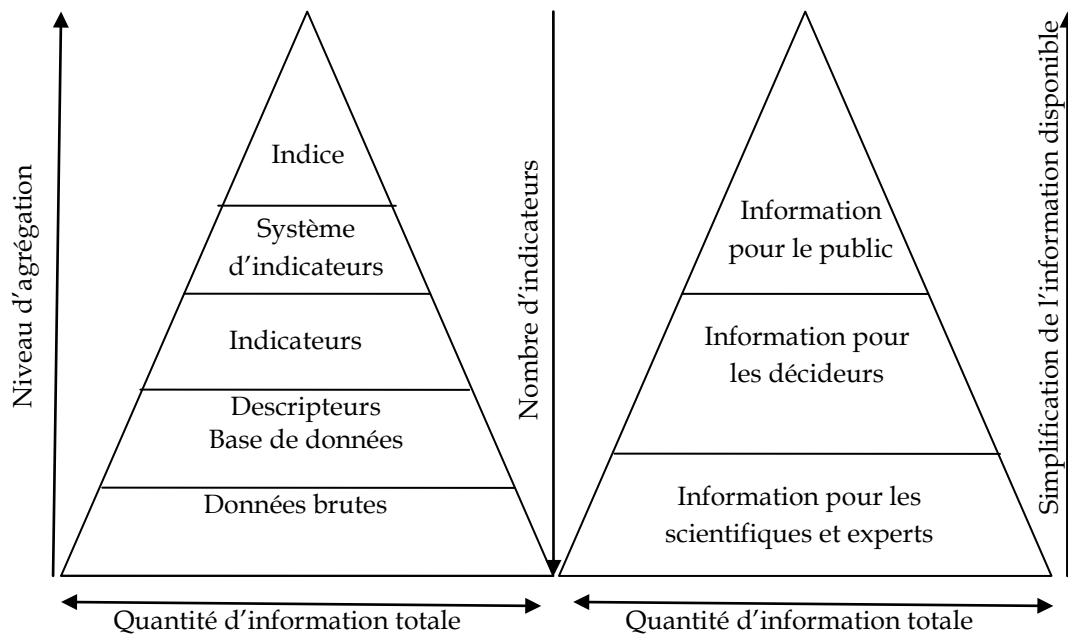 Niveau d’agrégation
Indice
Système
d’indicateurs
Indicateurs
Descripteurs
Base de données
Données brutes
Quantité d’information totale
Nombre d’indicateurs
Information
pour le public
Information pour
les décideurs
Information pour les
scientifiques et experts
Quantité d’information totale
Simplification de l’information disponible